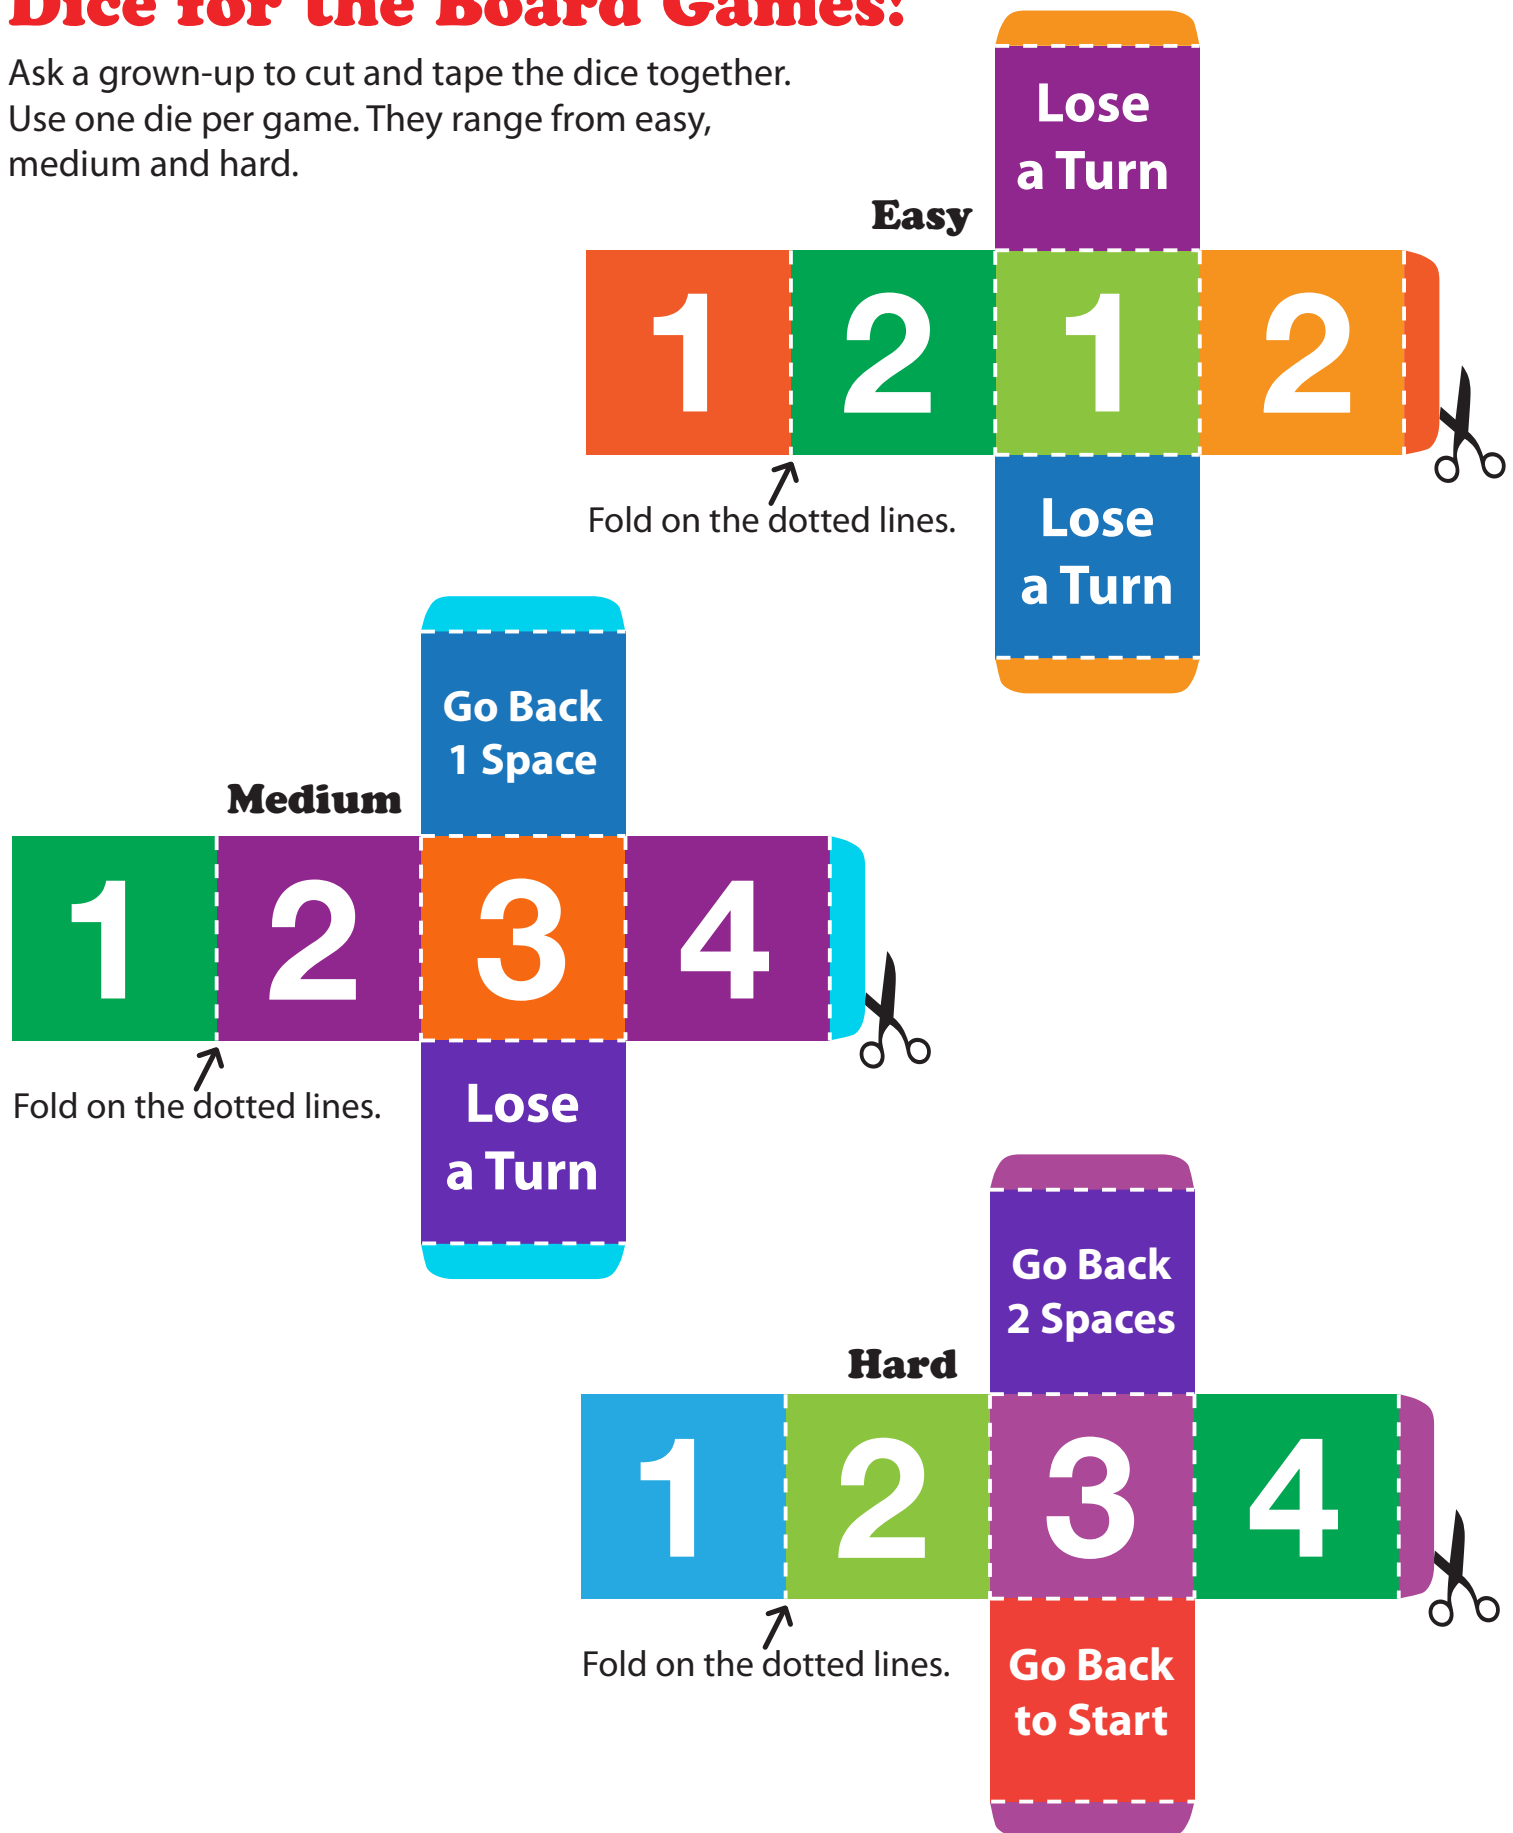 Dice for the Board Games!
Ask a grown-up to cut and tape the dice together.
Use one die per game. They range from easy,
medium and hard.
Easy
Lose
a Turn
1 2 1 2
Fold on the dotted lines.
Lose
a Turn
Medium
Go Back
1 Space
1 2 3 4
Fold on the dotted lines.
Lose
a Turn
Hard
Go Back
2 Spaces
1 2 3 4
Fold on the dotted lines.
Go Back
to Start